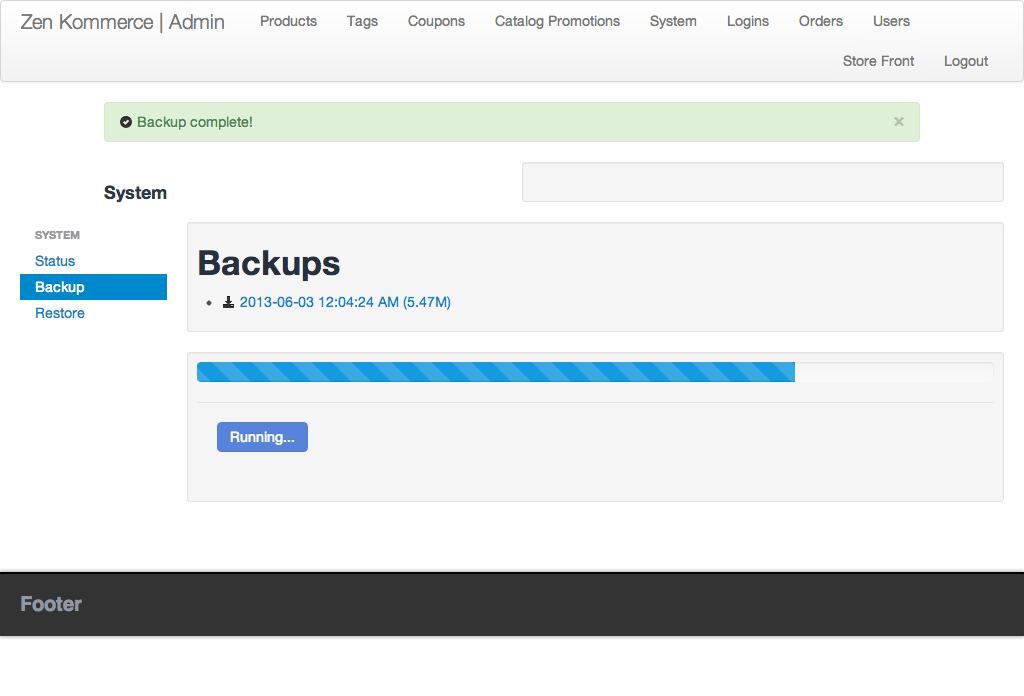 Zen Kommerce | Admin Products Tags Coupons Catalog Promotions System Logins Orders Users
Store Front Logout
Backup complete! ×
System
SYSTEM
Status
Backup
Restore
Backups
2013-06-03 12:04:24 AM (5.47M)
Running...
Footer